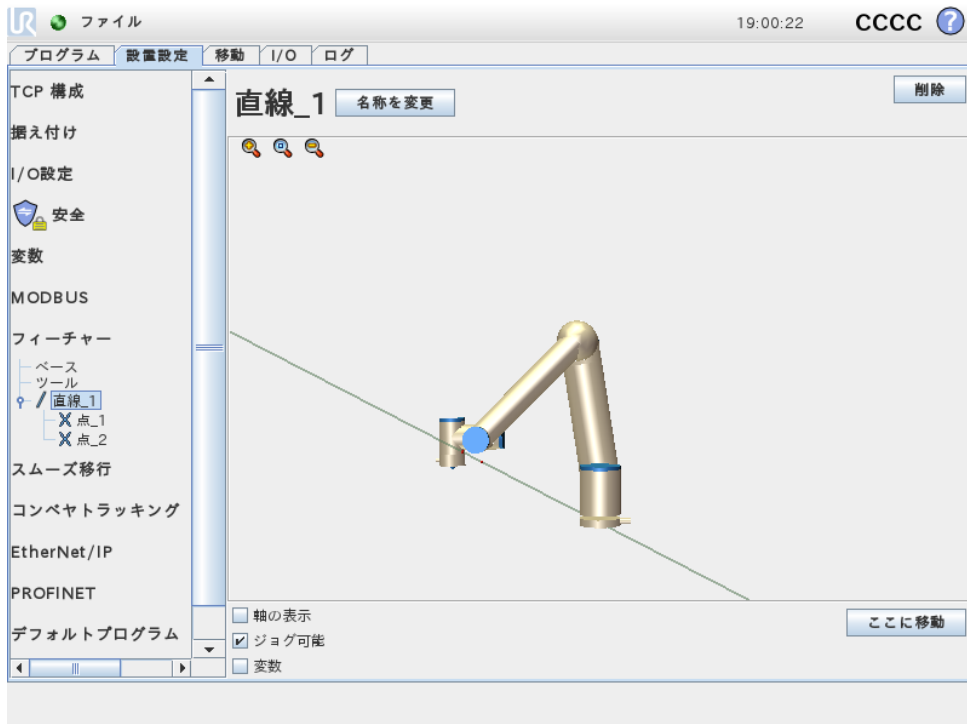 UR ファイル 19:00:22 CCCC ?
プログラム 設置設定 移動 I/O ログ
TCP 構成
据え付け
I/O設定
安全
変数
MODBUS
フィーチャー
ベース
ツール
直線_1
点_1
点_2
スムーズ移行
コンベヤトラッキング
EtherNet/IP
PROFINET
デフォルトプログラム
直線_1 名称を変更 削除
軸の表示
ジョグ可能
変数
ここに移動